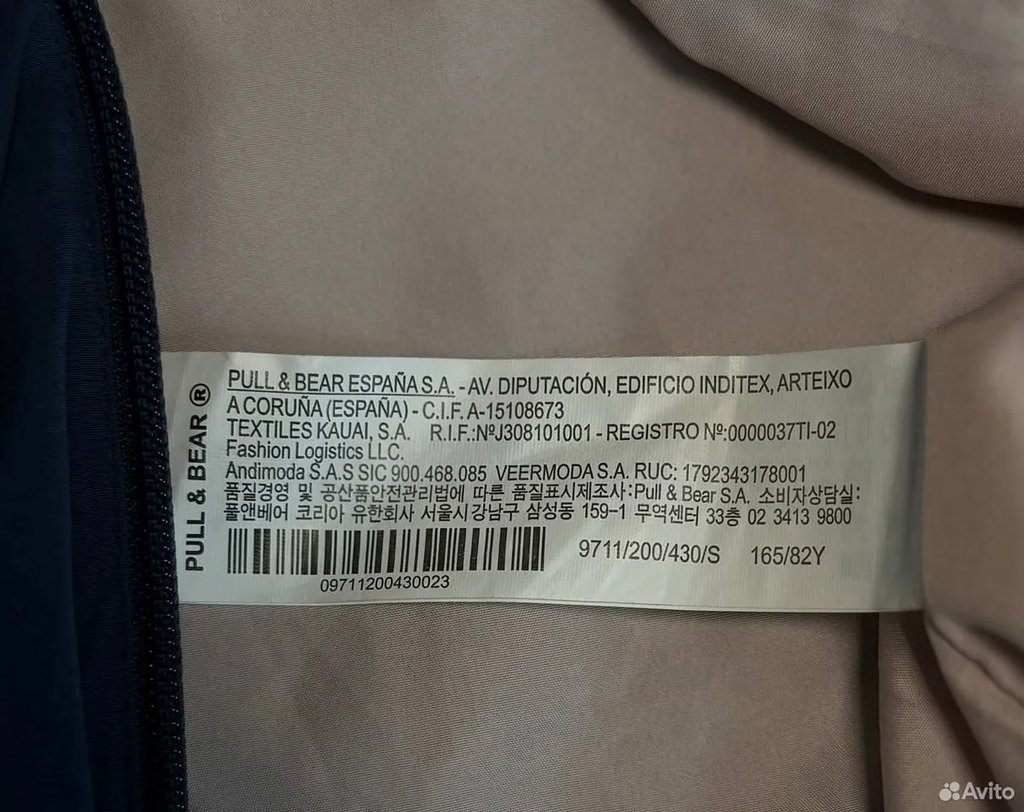 PULL & BEAR ®
PULL & BEAR ESPAÑA S.A. - AV. DIPUTACIÓN, EDIFICIO INDITEX, ARTEIXO
A CORUÑA (ESPAÑA) - C.I.F. A-15108673
TEXTILES KAUAI, S.A. R.I.F.:NºJ308101001 - REGISTRO Nº:0000037TI-02
Fashion Logistics LLC.
Andimoda S.A.S SIC 900.468.085 VEERMODA S.A. RUC: 1792343178001
품질경영 및 공산품안전관리법에 따른 품질표시제조사:Pull & Bear S.A. 소비자상담실:
풀앤베어 코리아 유한회사 서울시강남구 삼성동 159-1 무역센터 33층 02 3413 9800
9711/200/430/S 165/82Y
09711200430023
Avito